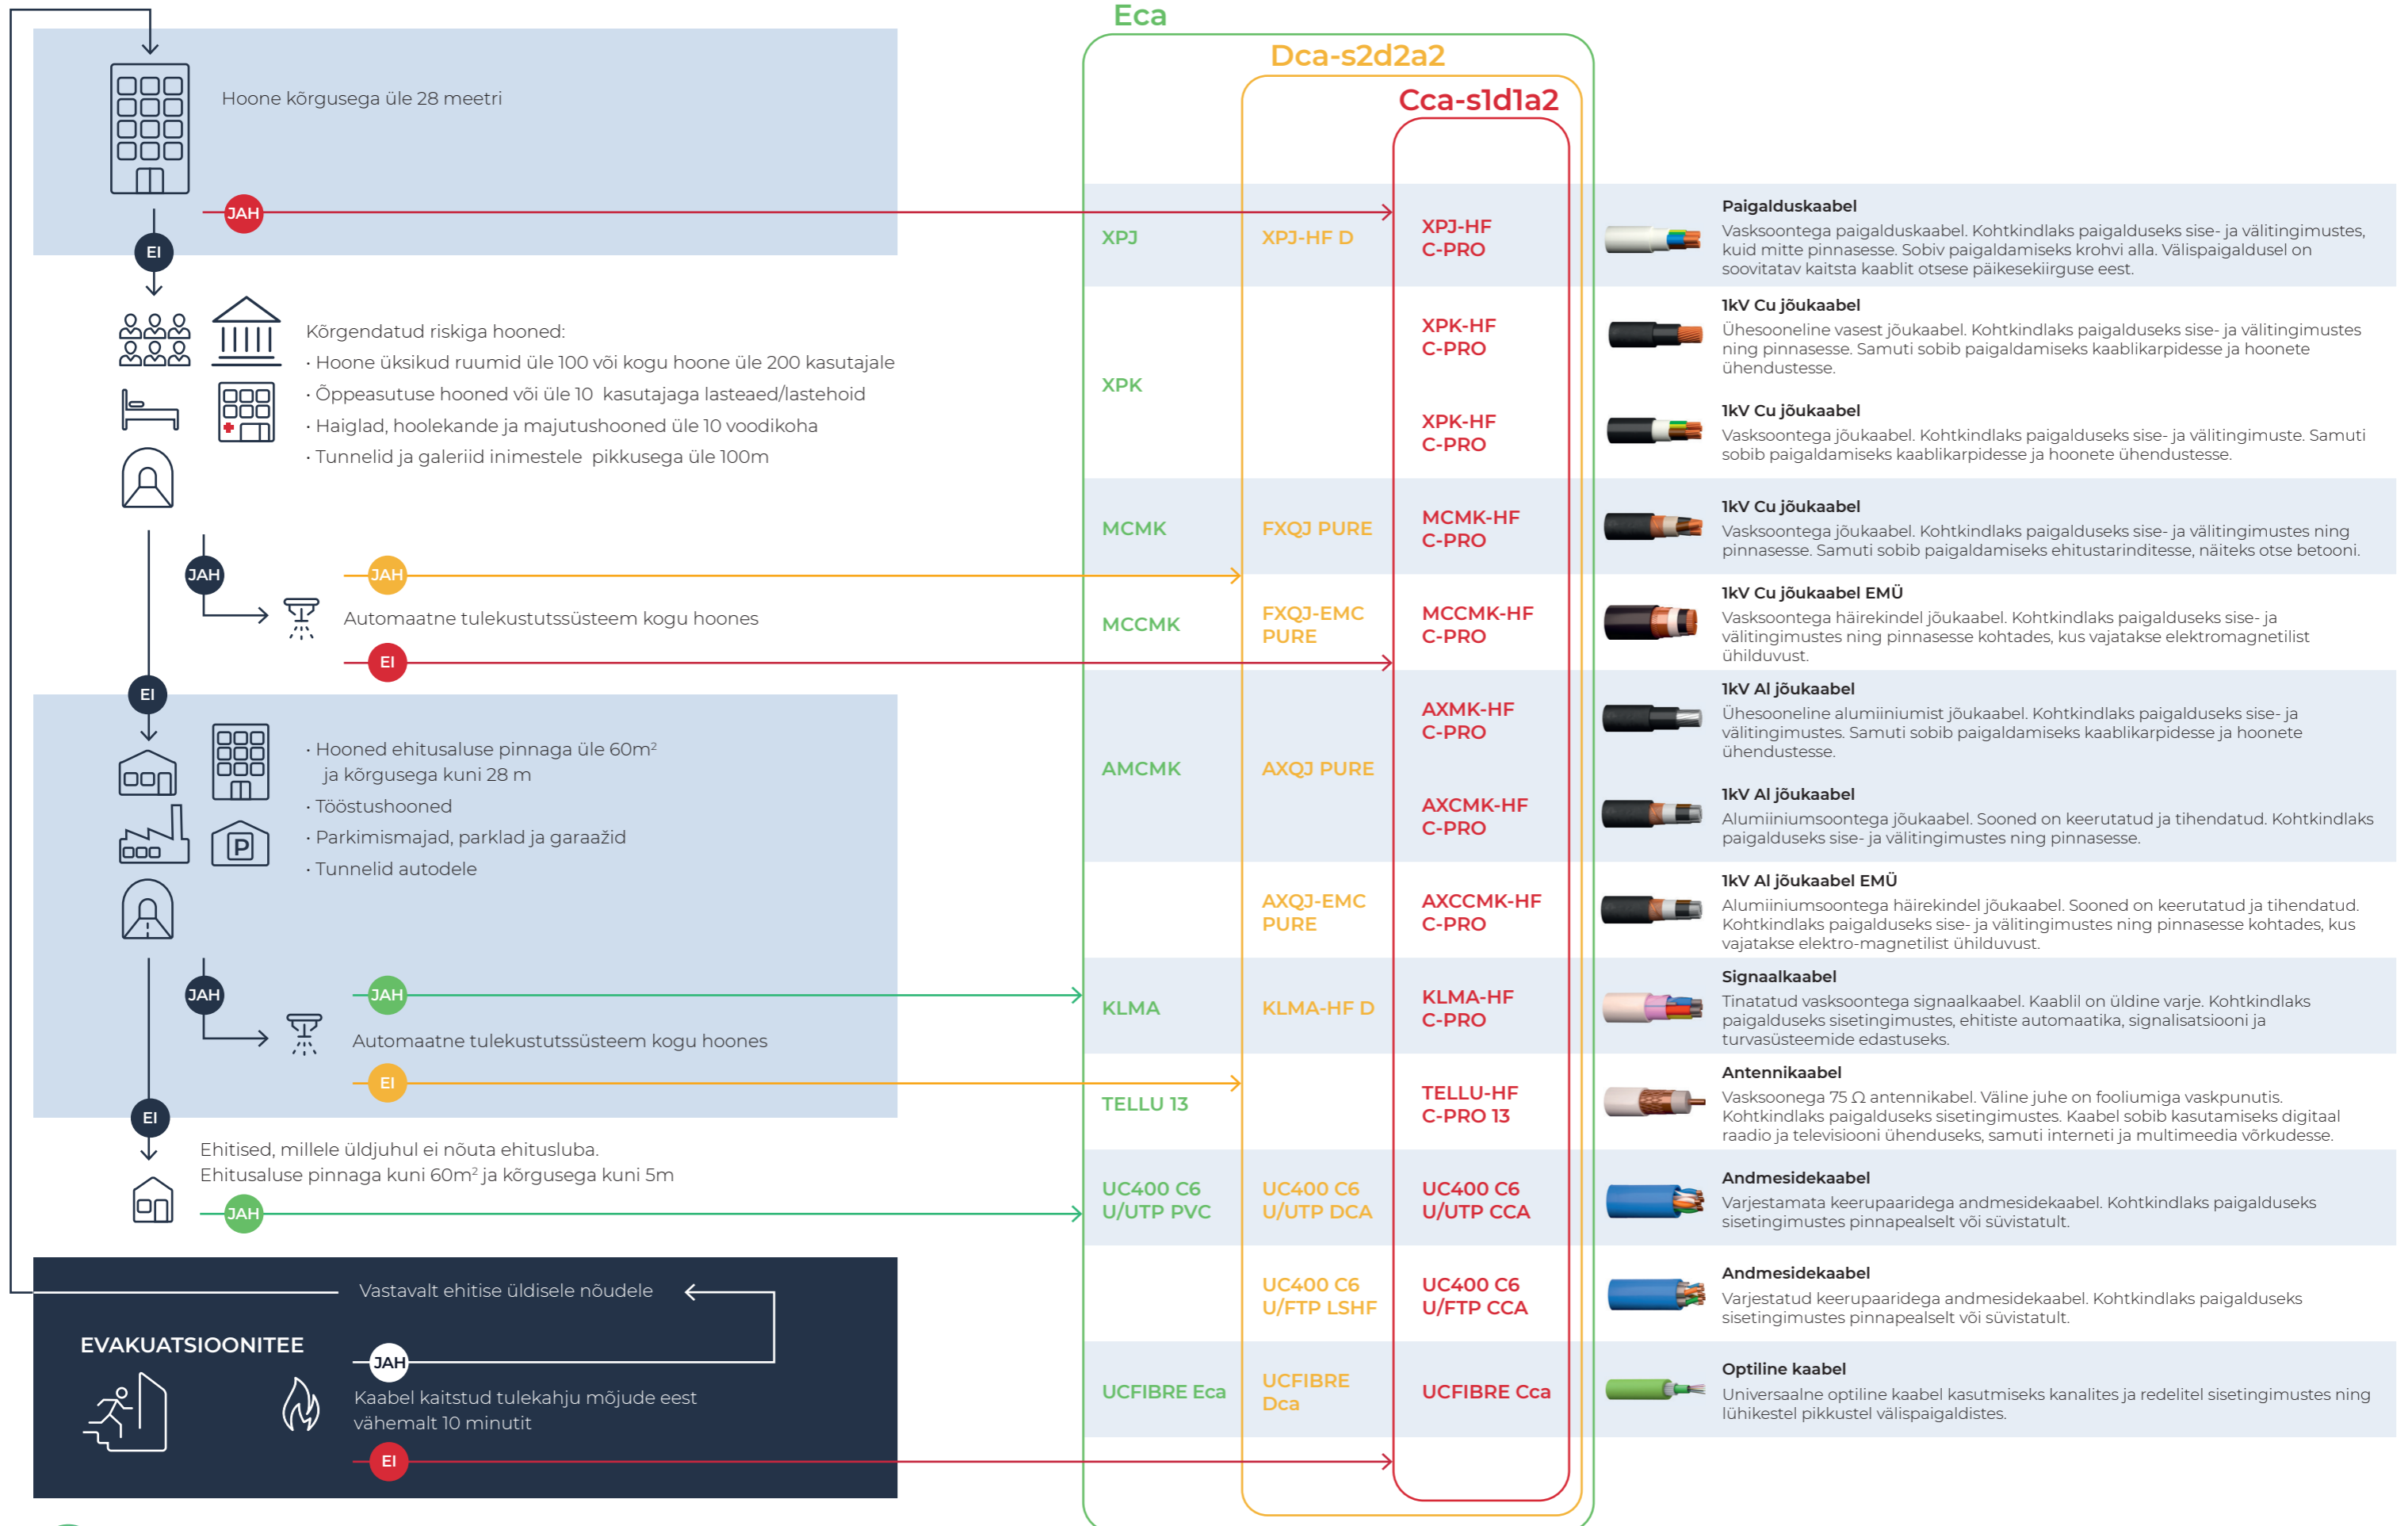 Eca
Dca-s2d2a2
Cca-s1d1a2
Hoone kõrgusega üle 28 meetri
JAH
EI
Kõrgendatud riskiga hooned:
· Hoone üksikud ruumid üle 100 või kogu hoone üle 200 kasutajale
· Õppeasutuse hooned või üle 10 kasutajaga lasteaed/lastehoid
· Haiglad, hoolekande ja majutushooned üle 10 voodikoha
· Tunnelid ja galeriid inimestele pikkusega üle 100m
JAH
JAH
Automaatne tulekustutssüsteem kogu hoones
EI
EI
· Hooned ehitusaluse pinnaga üle 60m²
ja kõrgusega kuni 28 m
· Tööstushooned
· Parkimismajad, parklad ja garaažid
P
· Tunnelid autodele
JAH
JAH
Automaatne tulekustutssüsteem kogu hoones
EI
EI
Ehitised, millele üldjuhul ei nõuta ehitusluba.
Ehitusaluse pinnaga kuni 60m² ja kõrgusega kuni 5m
JAH
Vastavalt ehitise üldisele nõudele
EVAKUATSIOONITEE
JAH
Kaabel kaitstud tulekahju mõjude eest
vähemalt 10 minutit
EI
XPJ
XPJ-HF D
XPJ-HF
C-PRO
Paigalduskaabel
Vasksoontega paigalduskaabel. Kohtkindlaks paigalduseks sise- ja välitingimustes,
kuid mitte pinnasesse. Sobiv paigaldamiseks krohvi alla. Välispaigaldusel on
soovitatav kaitsta kaablit otsese päikesekiirguse eest.
XPK
XPK-HF
C-PRO
1kV Cu jõukaabel
Ühesooneline vasest jõukaabel. Kohtkindlaks paigalduseks sise- ja välitingimustes
ning pinnasesse. Samuti sobib paigaldamiseks kaablikarpidesse ja hoonete
ühendustesse.
XPK-HF
C-PRO
1kV Cu jõukaabel
Vasksoontega jõukaabel. Kohtkindlaks paigalduseks sise- ja välitingimuste. Samuti
sobib paigaldamiseks kaablikarpidesse ja hoonete ühendustesse.
MCMK
FXQJ PURE
MCMK-HF
C-PRO
1kV Cu jõukaabel
Vasksoontega jõukaabel. Kohtkindlaks paigalduseks sise- ja välitingimustes ning
pinnasesse. Samuti sobib paigaldamiseks ehitustarinditesse, näiteks otse betooni.
MCCMK
FXQJ-EMC
PURE
MCCMK-HF
C-PRO
1kV Cu jõukaabel EMÜ
Vasksoontega häirekindel jõukaabel. Kohtkindlaks paigalduseks sise- ja
välitingimustes ning pinnasesse kohtades, kus vajatakse elektromagnetilist
ühilduvust.
AMCMK
AXQJ PURE
AXMK-HF
C-PRO
1kV Al jõukaabel
Ühesooneline alumiiniumist jõukaabel. Kohtkindlaks paigalduseks sise- ja
välitingimustes. Samuti sobib paigaldamiseks kaablikarpidesse ja hoonete
ühendustesse.
AXCMK-HF
C-PRO
1kV Al jõukaabel
Alumiiniumsoontega jõukaabel. Sooned on keerutatud ja tihendatud. Kohtkindlaks
paigalduseks sise- ja välitingimustes ning pinnasesse.
AXQJ-EMC
PURE
AXCCMK-HF
C-PRO
1kV Al jõukaabel EMÜ
Alumiiniumsoontega häirekindel jõukaabel. Sooned on keerutatud ja tihendatud.
Kohtkindlaks paigalduseks sise- ja välitingimustes ning pinnasesse kohtades, kus
vajatakse elektro-magnetilist ühilduvust.
KLMA
KLMA-HF D
KLMA-HF
C-PRO
Signaalkaabel
Tinatatud vasksoontega signaalkaabel. Kaablil on üldine varje. Kohtkindlaks
paigalduseks sisetingimustes, ehitiste automaatika, signalisatsiooni ja
turvasüsteemide edastuseks.
TELLU 13
TELLU-HF
C-PRO 13
Antennikaabel
Vasksoonega 75 Ω antennikabel. Väline juhe on fooliumiga vaskpunutis.
Kohtkindlaks paigalduseks sisetingimustes. Kaabel sobib kasutamiseks digitaal
raadio ja televisiooni ühenduseks, samuti interneti ja multimeedia võrkudesse.
UC400 C6
U/UTP PVC
UC400 C6
U/UTP DCA
UC400 C6
U/UTP CCA
Andmesidekaabel
Varjestamata keerupaaridega andmesidekaabel. Kohtkindlaks paigalduseks
sisetingimustes pinnapealselt või süvistatult.
UC400 C6
U/FTP LSHF
UC400 C6
U/FTP CCA
Andmesidekaabel
Varjestatud keerupaaridega andmesidekaabel. Kohtkindlaks paigalduseks
sisetingimustes pinnapealselt või süvistatult.
UCFIBRE Eca
UCFIBRE
Dca
UCFIBRE Cca
Optiline kaabel
Universaalne optiline kaabel kasutmiseks kanalites ja redelitel sisetingimustes ning
lühikestel pikkustel välispaigaldistes.